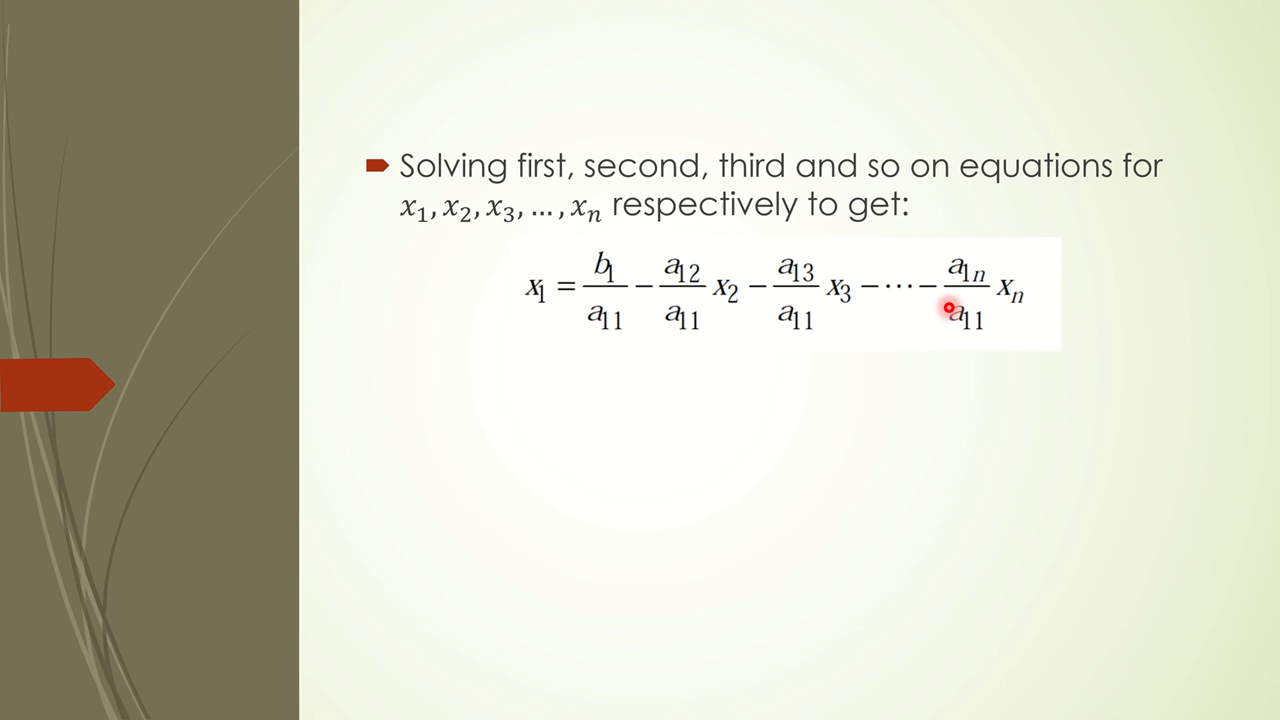 Solving first, second, third and so on equations for
x₁, x₂, x₃, … , xₙ respectively to get:
x₁ = b₁/a₁₁ − a₁₂/a₁₁ x₂ − a₁₃/a₁₁ x₃ − ⋯ − a₁ₙ/a₁₁ xₙ